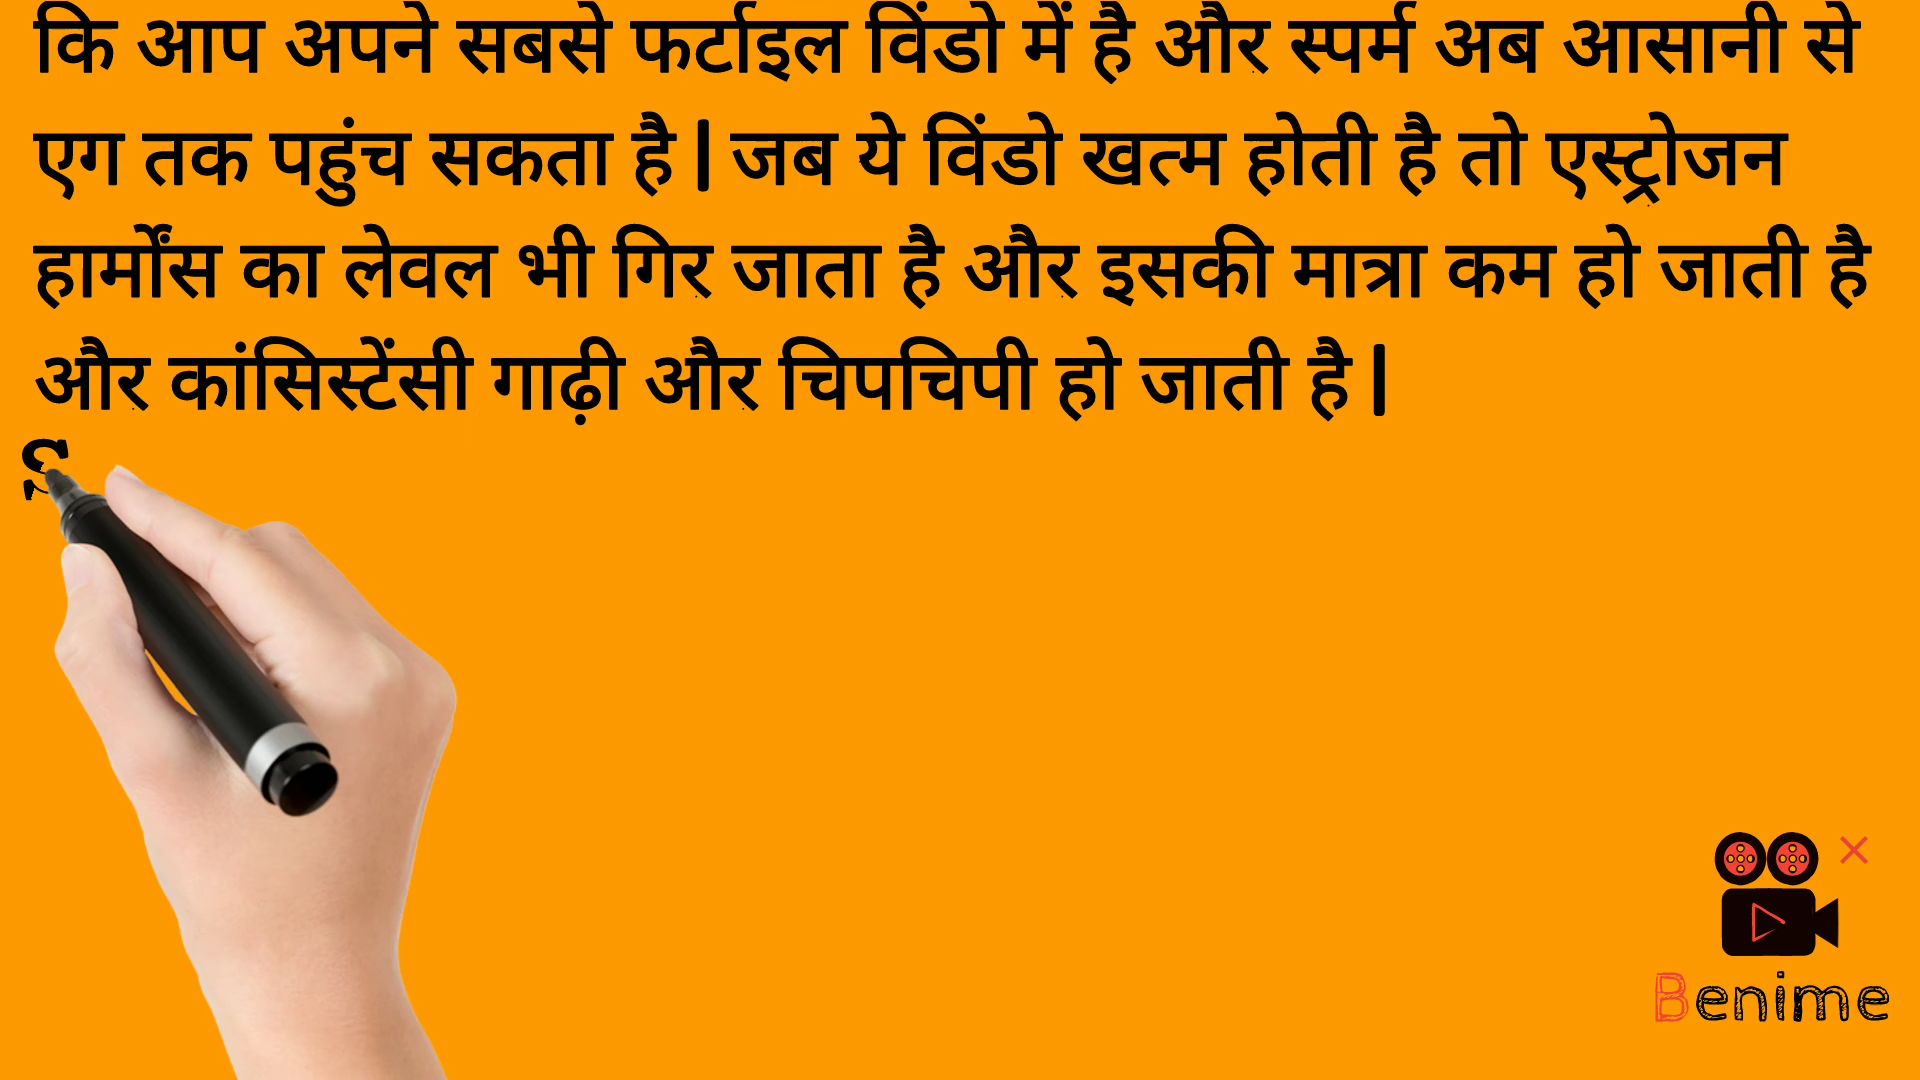 कि आप अपने सबसे फर्टाइल विंडो में है और स्पर्म अब आसानी से
एग तक पहुंच सकता है | जब ये विंडो खत्म होती है तो एस्ट्रोजन
हार्मोंस का लेवल भी गिर जाता है और इसकी मात्रा कम हो जाती है
और कांसिस्टेंसी गाढ़ी और चिपचिपी हो जाती है |
Benime